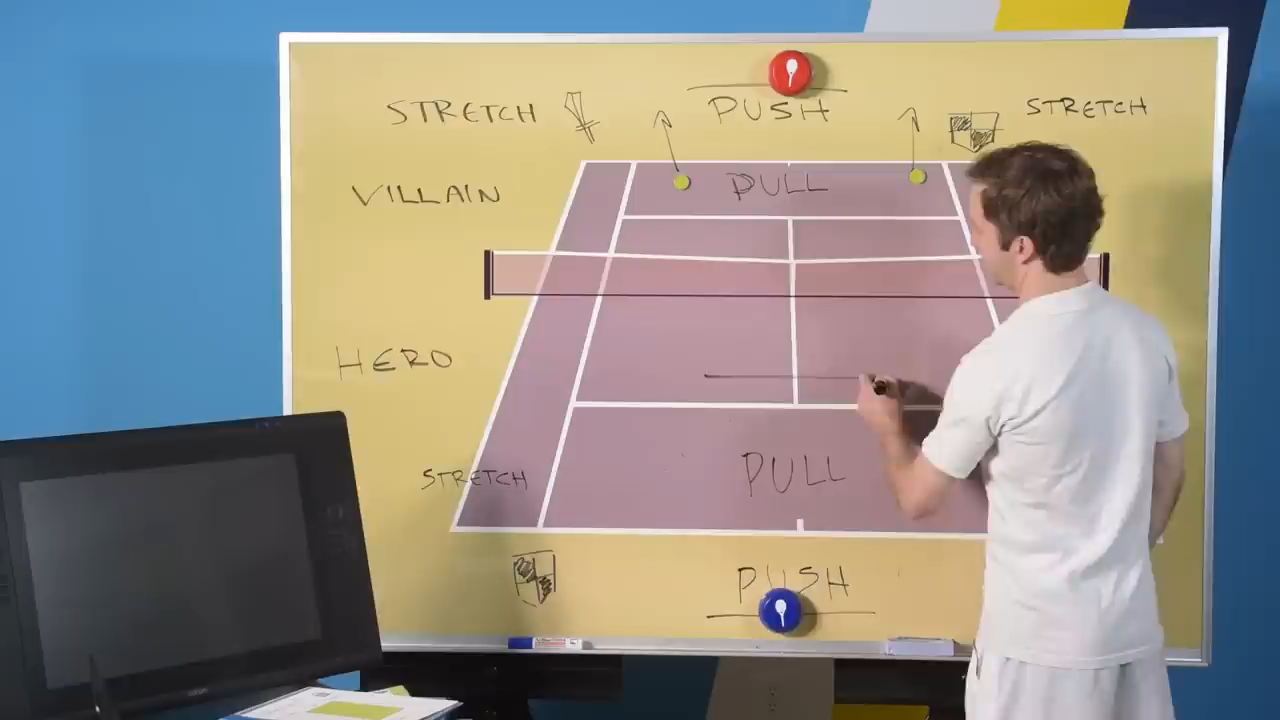 STRETCH
PUSH
STRETCH
VILLAIN
PULL
HERO
STRETCH
PULL
PUSH